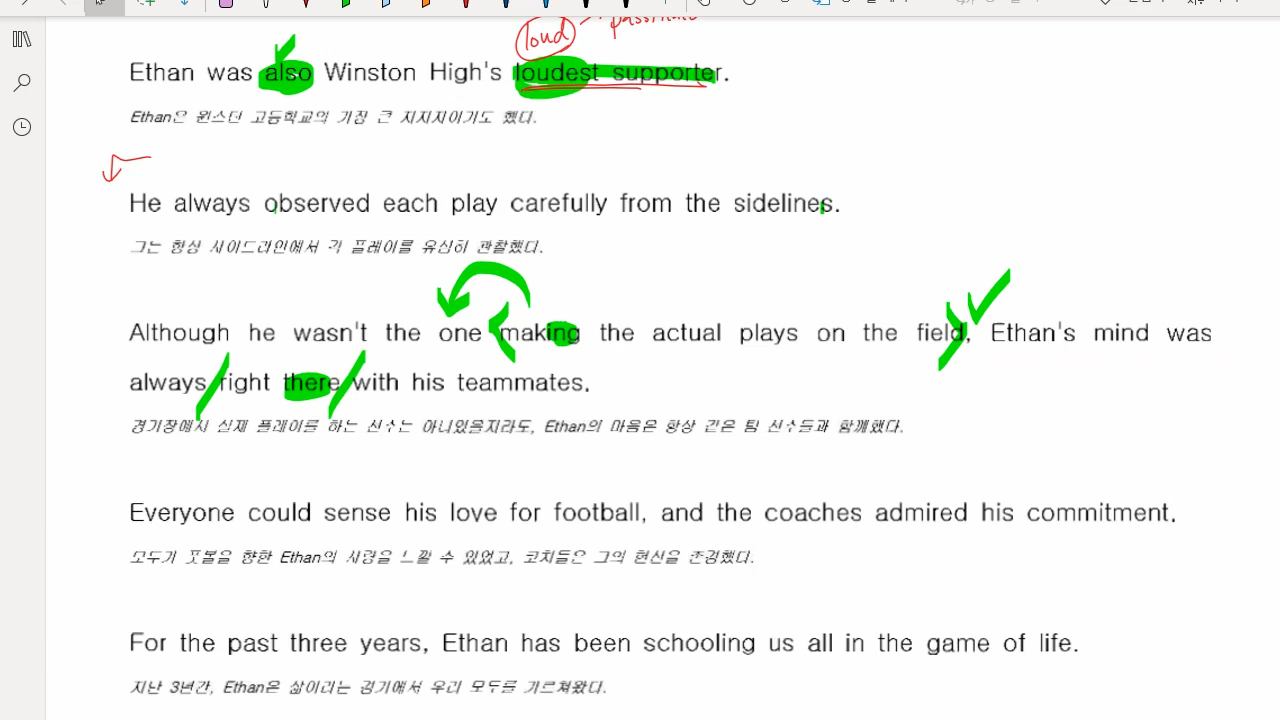 loud
Ethan was also Winston High's loudest supporter.
Ethan은 윈스턴 고등학교의 가장 큰 지지자이기도 했다.
He always observed each play carefully from the sidelines.
그는 항상 사이드라인에서 각 플레이를 유심히 관찰했다.
Although he wasn't the one making the actual plays on the field, Ethan's mind was
always right there with his teammates.
경기장에서 실제 플레이를 하는 선수는 아니었을지라도, Ethan의 마음은 항상 같은 팀 선수들과 함께했다.
Everyone could sense his love for football, and the coaches admired his commitment.
모두가 풋볼을 향한 Ethan의 사랑을 느낄 수 있었고, 코치들은 그의 헌신을 존경했다.
For the past three years, Ethan has been schooling us all in the game of life.
지난 3년간, Ethan은 삶이라는 경기에서 우리 모두를 가르쳐왔다.